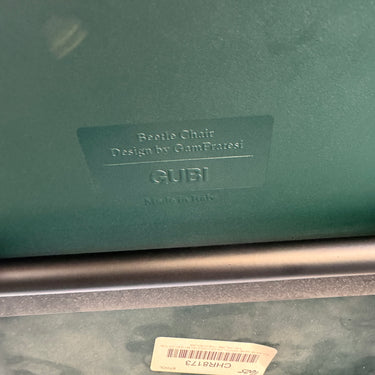 Beetle Chair
Design by GamFratesi
GUBI
Made in Italy
CHR8173